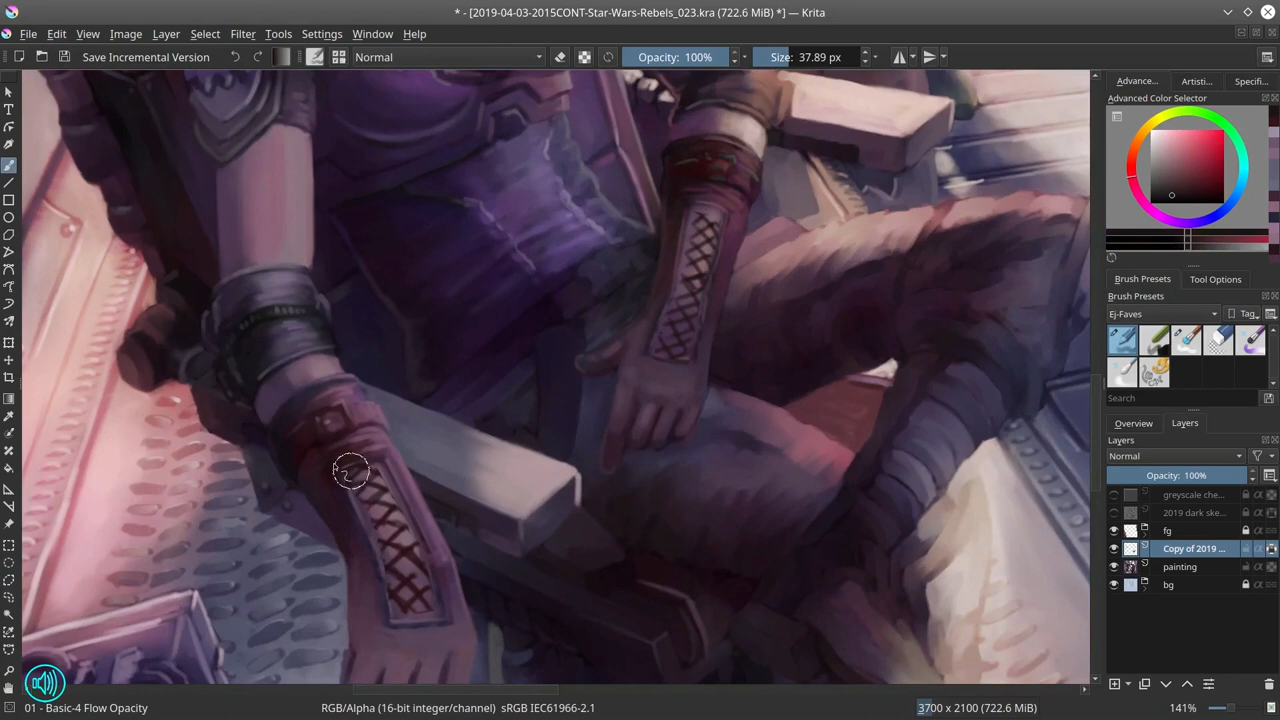 * - [2019-04-03-2015CONT-Star-Wars-Rebels_023.kra (722.6 MiB) *] — Krita
File Edit View Image Layer Select Filter Tools Settings Window Help
Save Incremental Version Normal Opacity: 100% Size: 37.89 px
Advance... Artisti... Specifi...
Advanced Color Selector
Brush Presets Tool Options
Brush Presets
Ej-Faves Tag
Search
Overview Layers
Layers
Normal
Opacity: 100%
greyscale che...
2019 dark ske...
fg
Copy of 2019 ...
painting
bg
01 - Basic-4 Flow Opacity RGB/Alpha (16-bit integer/channel) sRGB IEC61966-2.1 3700 x 2100 (722.6 MiB) 141%